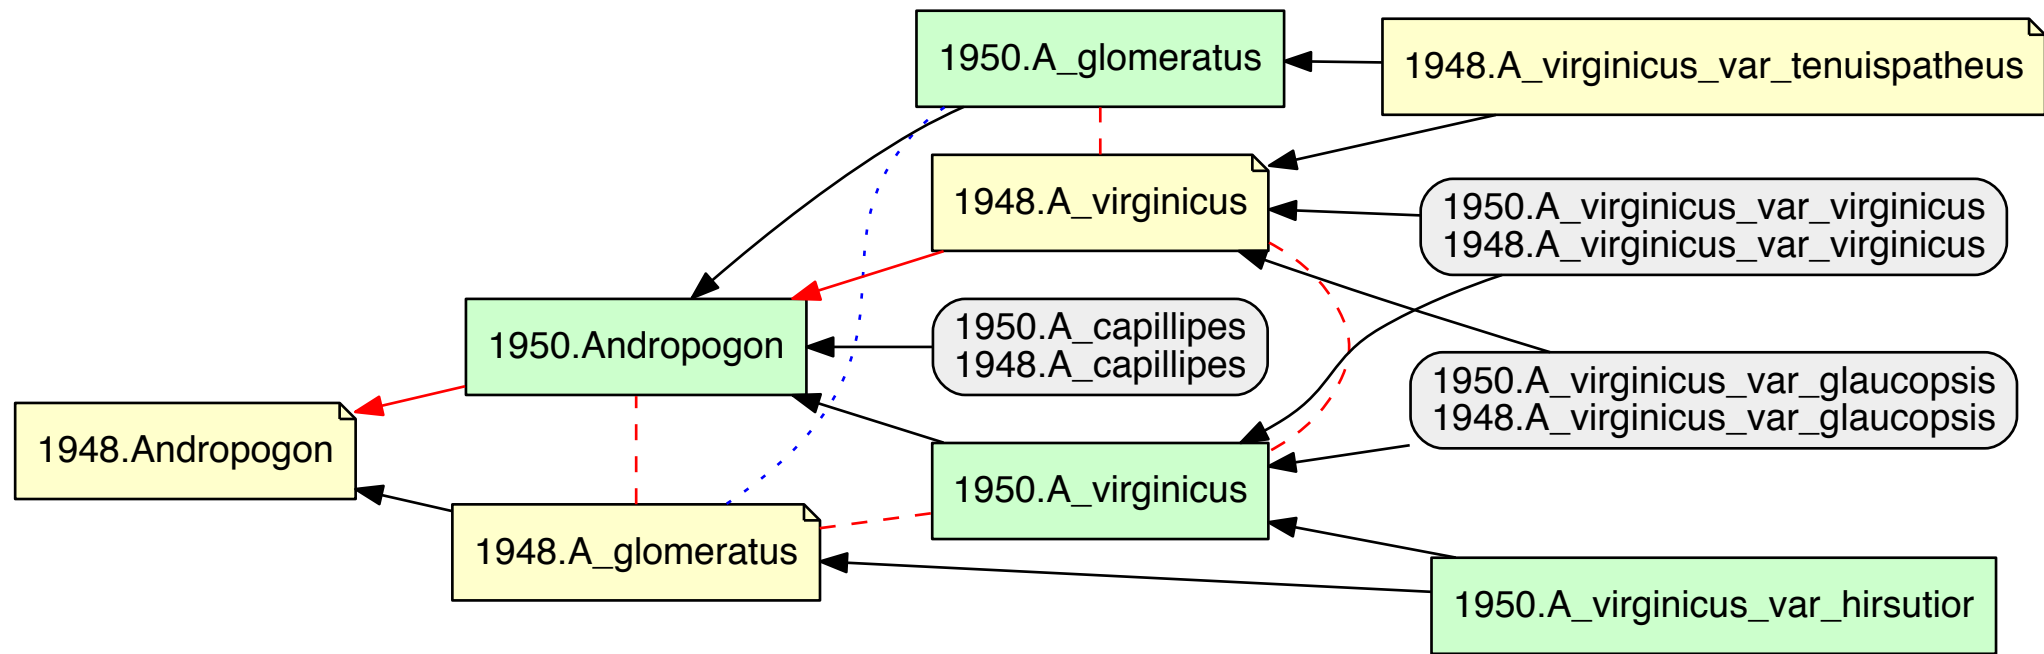 1950.A_glomeratus
1948.A_virginicus_var_tenuispatheus
1948.A_virginicus
1950.A_virginicus_var_virginicus
1948.A_virginicus_var_virginicus
1950.Andropogon
1950.A_capillipes
1948.A_capillipes
1950.A_virginicus_var_glaucopsis
1948.A_virginicus_var_glaucopsis
1948.Andropogon
1950.A_virginicus
1948.A_glomeratus
1950.A_virginicus_var_hirsutior